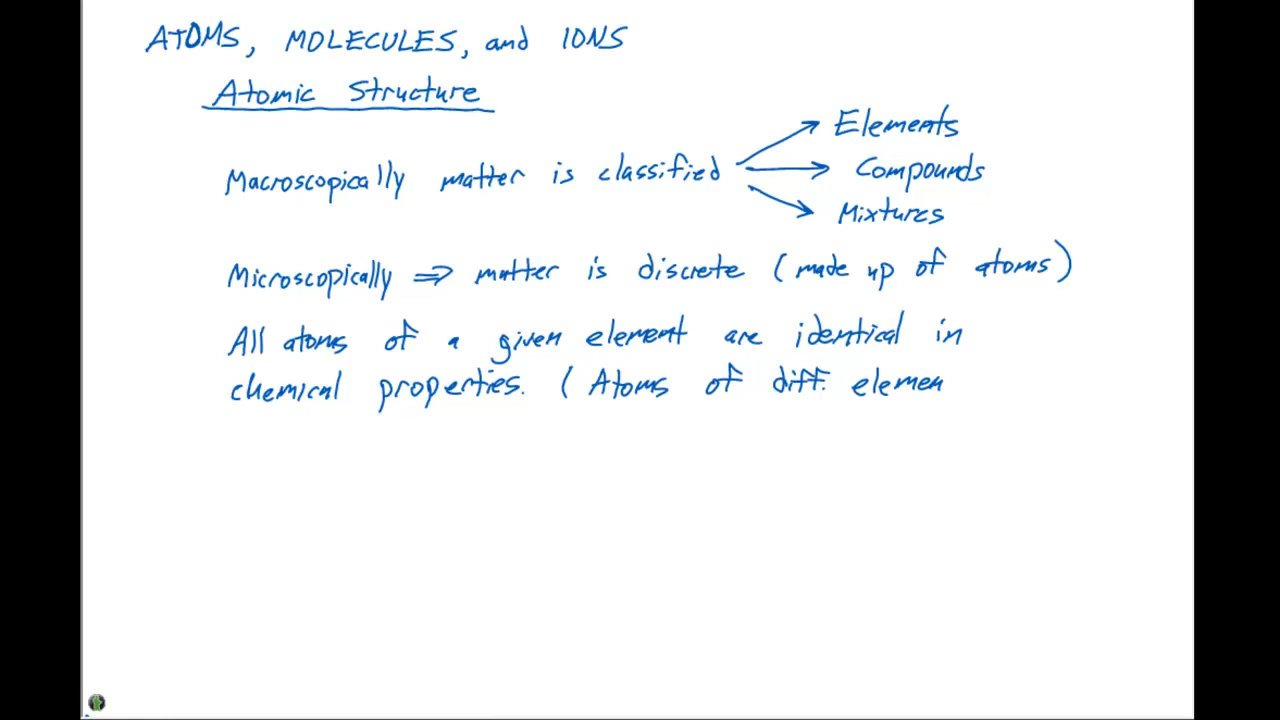 ATOMS, MOLECULES, and IONS
Atomic Structure
Macroscopically matter is classified
Elements
Compounds
Mixtures
Microscopically ⇒ matter is discrete (made up of atoms)
All atoms of a given element are identical in
chemical properties. (Atoms of diff. elemen